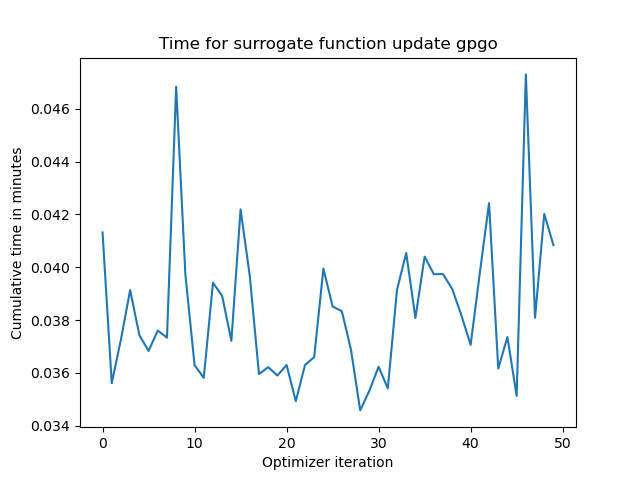 Time for surrogate function update gpgo
Cumulative time in minutes
0.046
0.044
0.042
0.040
0.038
0.036
0.034
0 10 20 30 40 50
Optimizer iteration